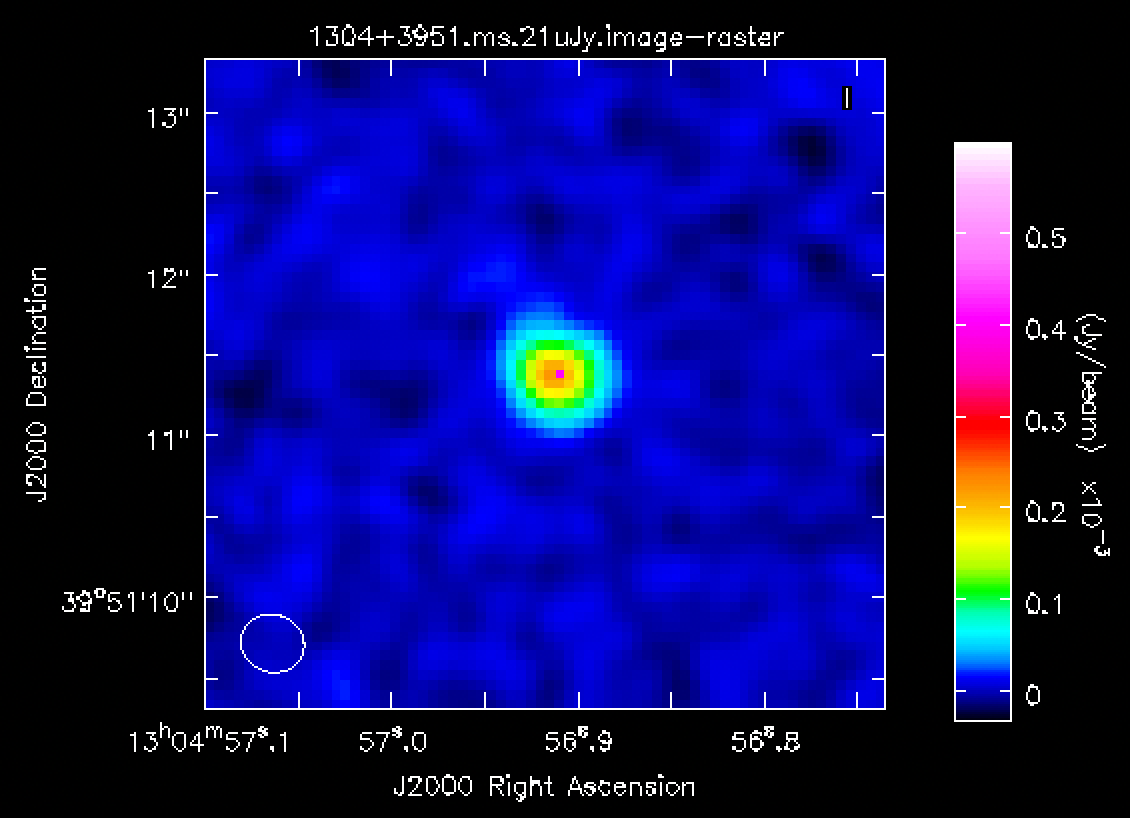 1304+3951.ms.21uJy.image-raster
I
13"
12"
11"
39°51'10"
J2000 Declination
13h04m57s.1
57s.0
56s.9
56s.8
J2000 Right Ascension
0.5
0.4
0.3
0.2
0.1
0
(Jy/beam) x10-3